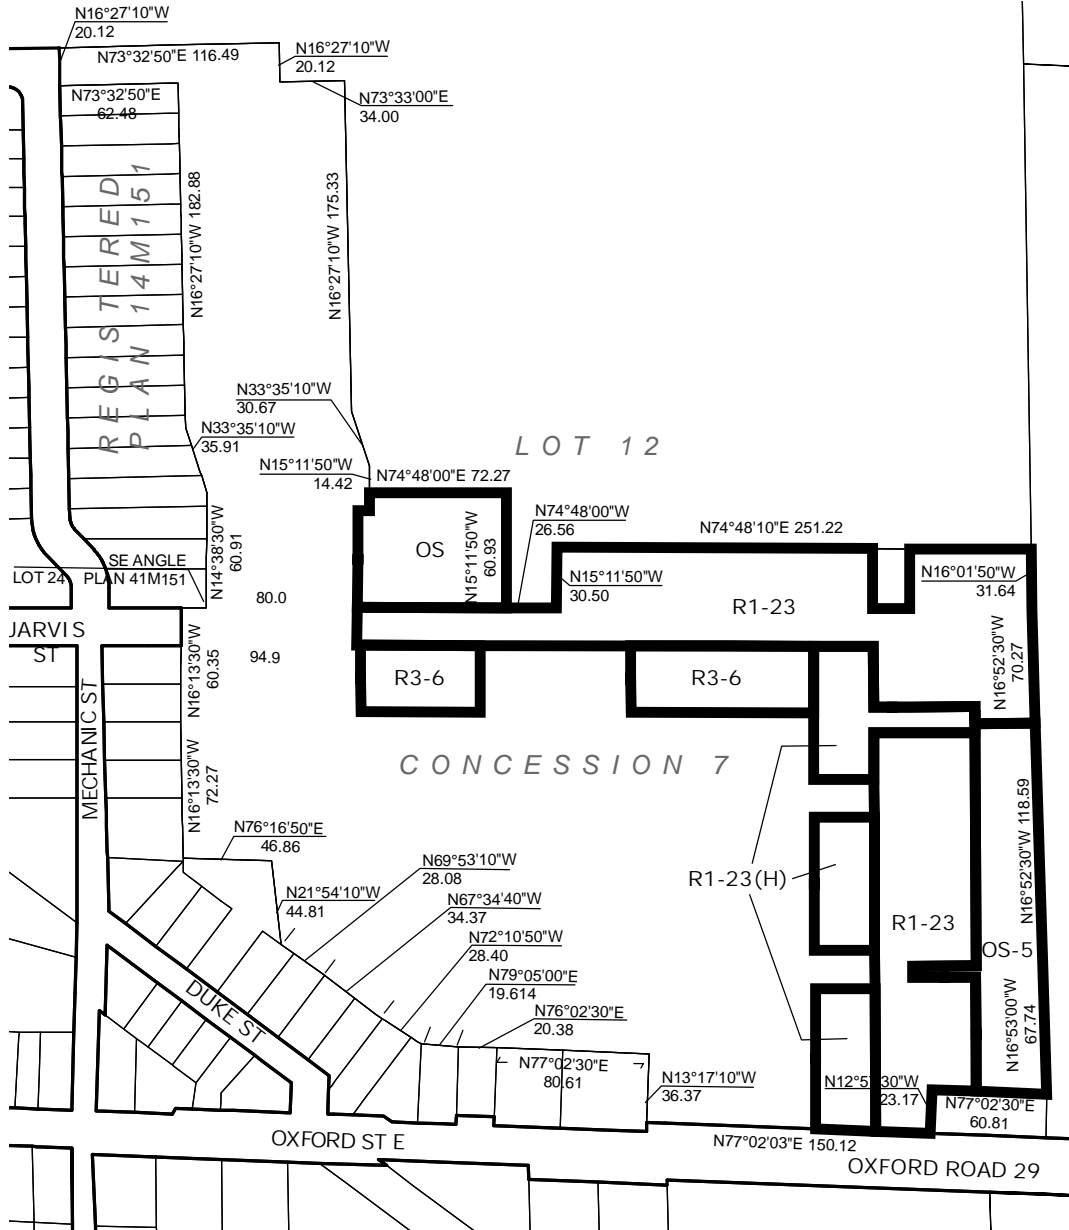 N16°27'10"W
20.12
N73°32'50"E 116.49
N16°27'10"W
20.12
N73°32'50"E
62.48
N73°33'00"E
34.00
REGISTERED
PLAN 14M151
N16°27'10"W 182.88
N16°27'10"W 175.33
N33°35'10"W
30.67
N33°35'10"W
35.91
LOT 12
N15°11'50"W
14.42
N74°48'00"E 72.27
N74°48'00"W
26.56
N74°48'10"E 251.22
OS
N15°11'50"W
60.93
N14°38'30"W
60.91
SE ANGLE
LOT 24 PLAN 41M151
N15°11'50"W
30.50
N16°01'50"W
31.64
80.0
R1-23
JARVIS
ST
N16°13'30"W
60.35
94.9
N16°52'30"W
70.27
R3-6
R3-6
MECHANIC ST
CONCESSION 7
N16°13'30"W
72.27
N76°16'50"E
46.86
N16°52'30"W 118.59
N69°53'10"W
28.08
R1-23(H)
N21°54'10"W
44.81
N67°34'40"W
34.37
R1-23
N72°10'50"W
28.40
OS-5
N79°05'00"E
19.614
DUKE ST
N76°02'30"E
20.38
N16°53'00"W
67.74
N77°02'30"E
80.61
N13°17'10"W
36.37
N12°57'30"W
23.17
N77°02'30"E
60.81
OXFORD ST E
N77°02'03"E 150.12
OXFORD ROAD 29